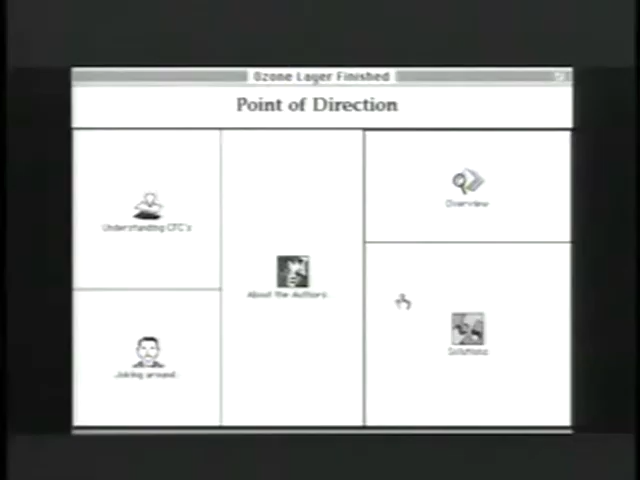 Ozone Layer Finished
Point of Direction
Understanding CFC's
Overview
About the Authors
Solutions
Joking around.